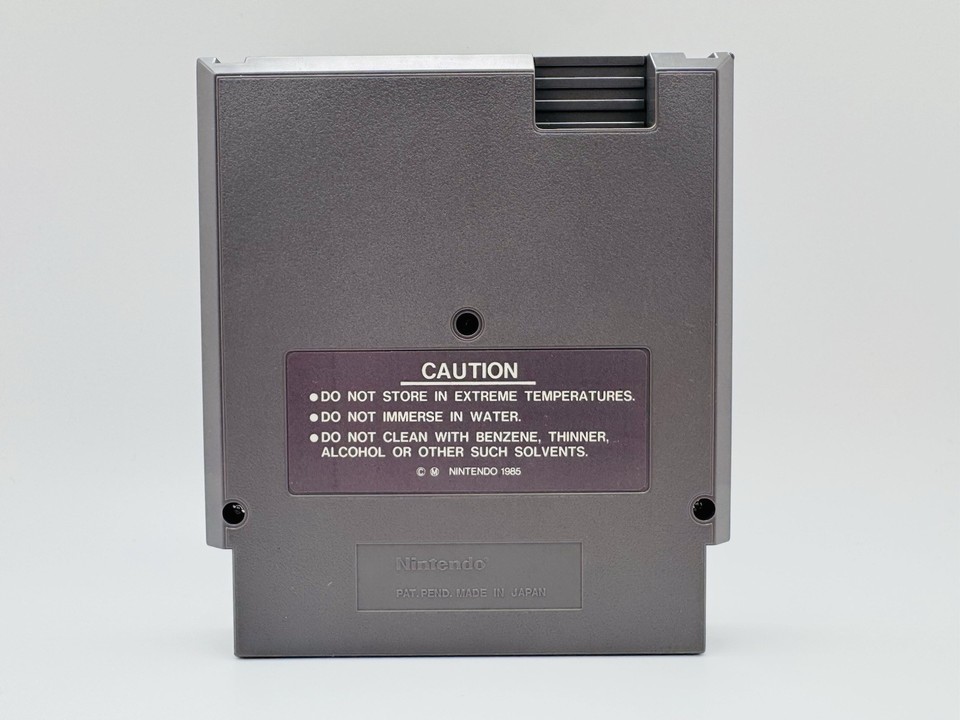 CAUTION
●DO NOT STORE IN EXTREME TEMPERATURES.
●DO NOT IMMERSE IN WATER.
●DO NOT CLEAN WITH BENZENE, THINNER,
ALCOHOL OR OTHER SUCH SOLVENTS.
© Ⓜ NINTENDO 1985
Nintendo®
PAT.PEND. MADE IN JAPAN